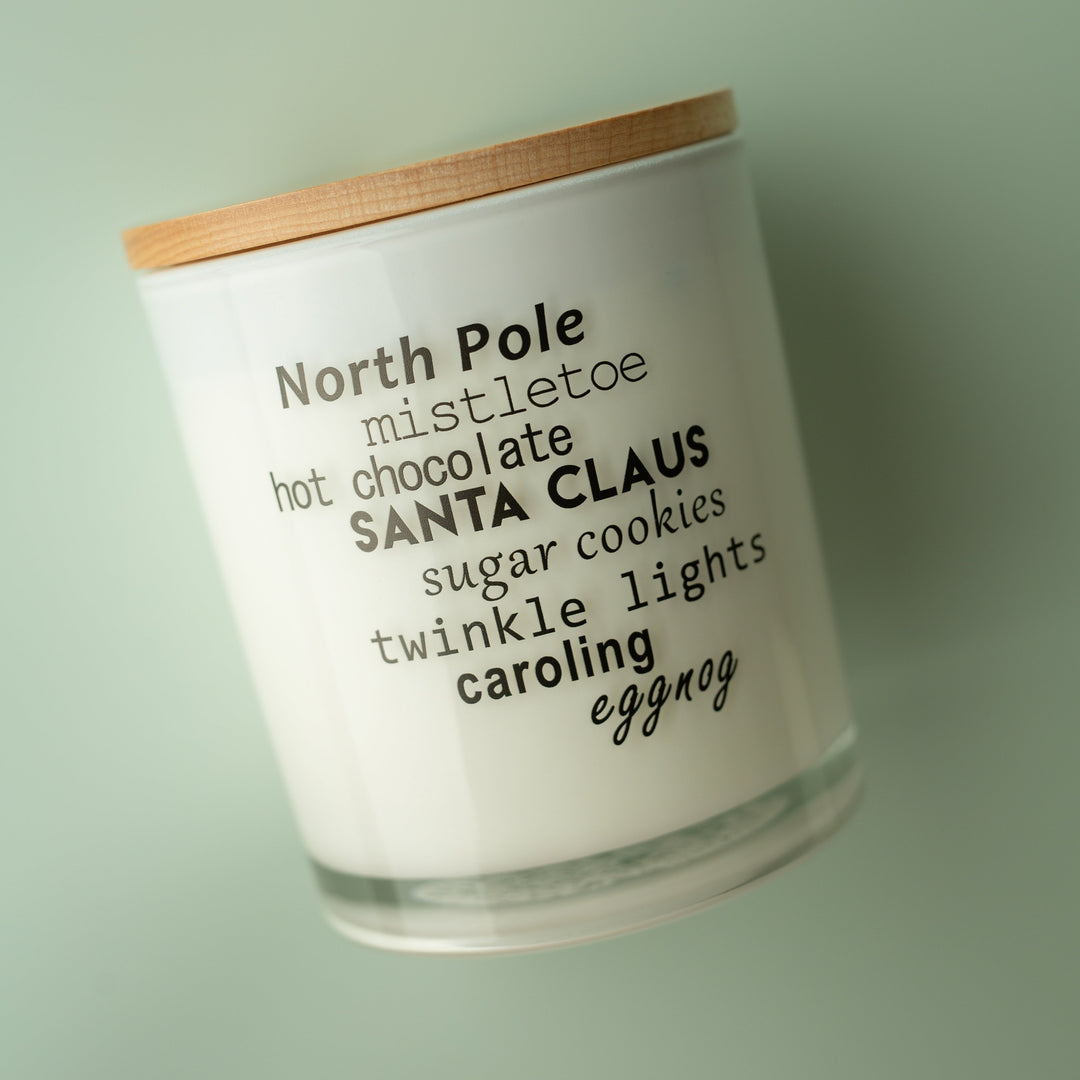 North Pole
mistletoe
hot chocolate
SANTA CLAUS
sugar cookies
twinkle lights
caroling
eggnog